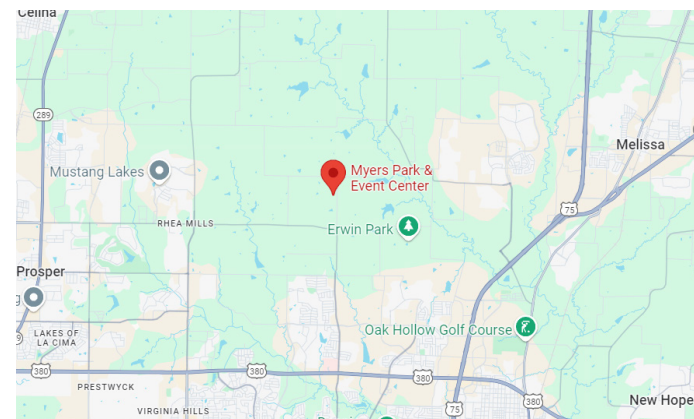 Celina
289
Mustang Lakes
Myers Park &
Event Center
Melissa
75
RHEA MILLS
Erwin Park
Prosper
LAKES OF
LA CIMA
Oak Hollow Golf Course
380
380
380
380
PRESTWYCK
VIRGINIA HILLS
75
New Hope